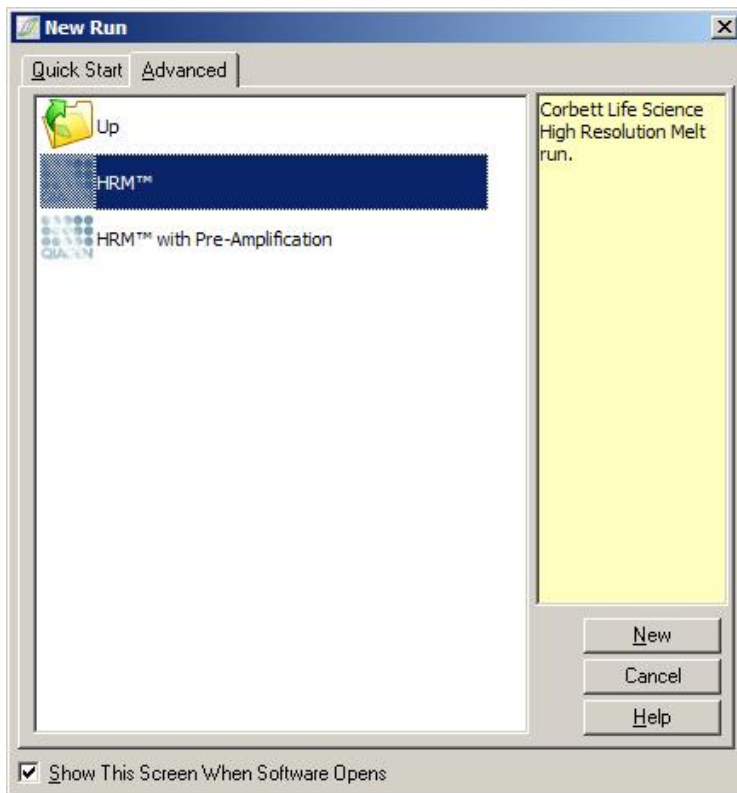 New Run
Quick Start
Advanced
Up
HRM™
QIAGEN
HRM™ with Pre-Amplification
Corbett Life Science
High Resolution Melt
run.
New
Cancel
Help
Show This Screen When Software Opens